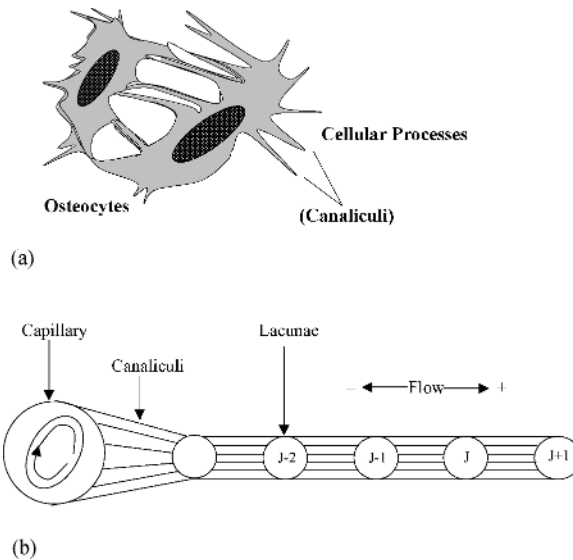 Cellular Processes
Osteocytes
(Canaliculi)
(a)
Capillary
Lacunae
Canaliculi
– Flow +
J-2
J-1
J
J+1
(b)